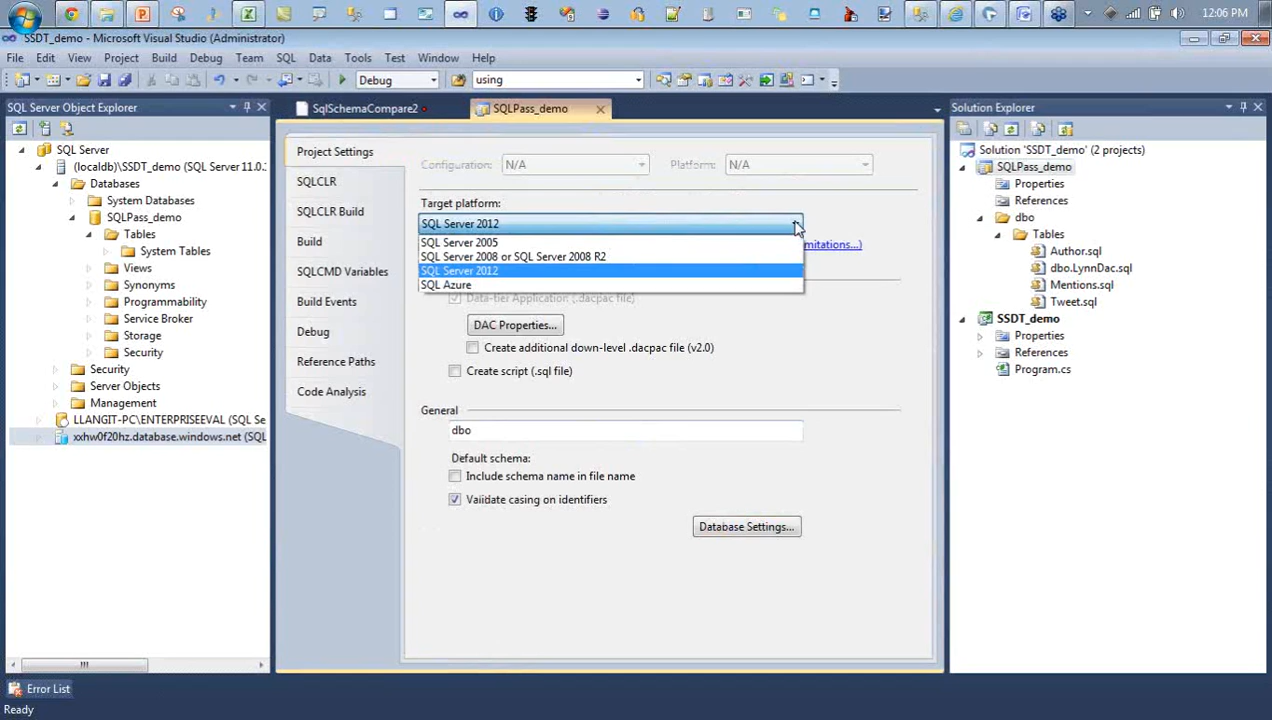 12:06 PM
SSDT_demo - Microsoft Visual Studio (Administrator)
File Edit View Project Build Debug Team SQL Data Tools Test Window Help
Debug using
SQL Server Object Explorer
SqlSchemaCompare2
SQLPass_demo
Solution Explorer
SQL Server
(localdb)\SSDT_demo (SQL Server 11.0.
Databases
System Databases
SQLPass_demo
Tables
System Tables
Views
Synonyms
Programmability
Service Broker
Storage
Security
Security
Server Objects
Management
LLANGIT-PC\ENTERPRISEEVAL (SQL Se
xxhw0f20hz.database.windows.net (SQL
Project Settings
SQLCLR
SQLCLR Build
Build
SQLCMD Variables
Build Events
Debug
Reference Paths
Code Analysis
Configuration: N/A Platform: N/A
Target platform:
SQL Server 2012
SQL Server 2005
mitations...)
SQL Server 2008 or SQL Server 2008 R2
SQL Server 2012
SQL Azure
Data-tier Application (.dacpac file)
DAC Properties...
Create additional down-level .dacpac file (v2.0)
Create script (.sql file)
General
dbo
Default schema:
Include schema name in file name
Validate casing on identifiers
Database Settings...
Solution 'SSDT_demo' (2 projects)
SQLPass_demo
Properties
References
dbo
Tables
Author.sql
dbo.LynnDac.sql
Mentions.sql
Tweet.sql
SSDT_demo
Properties
References
Program.cs
Error List
Ready